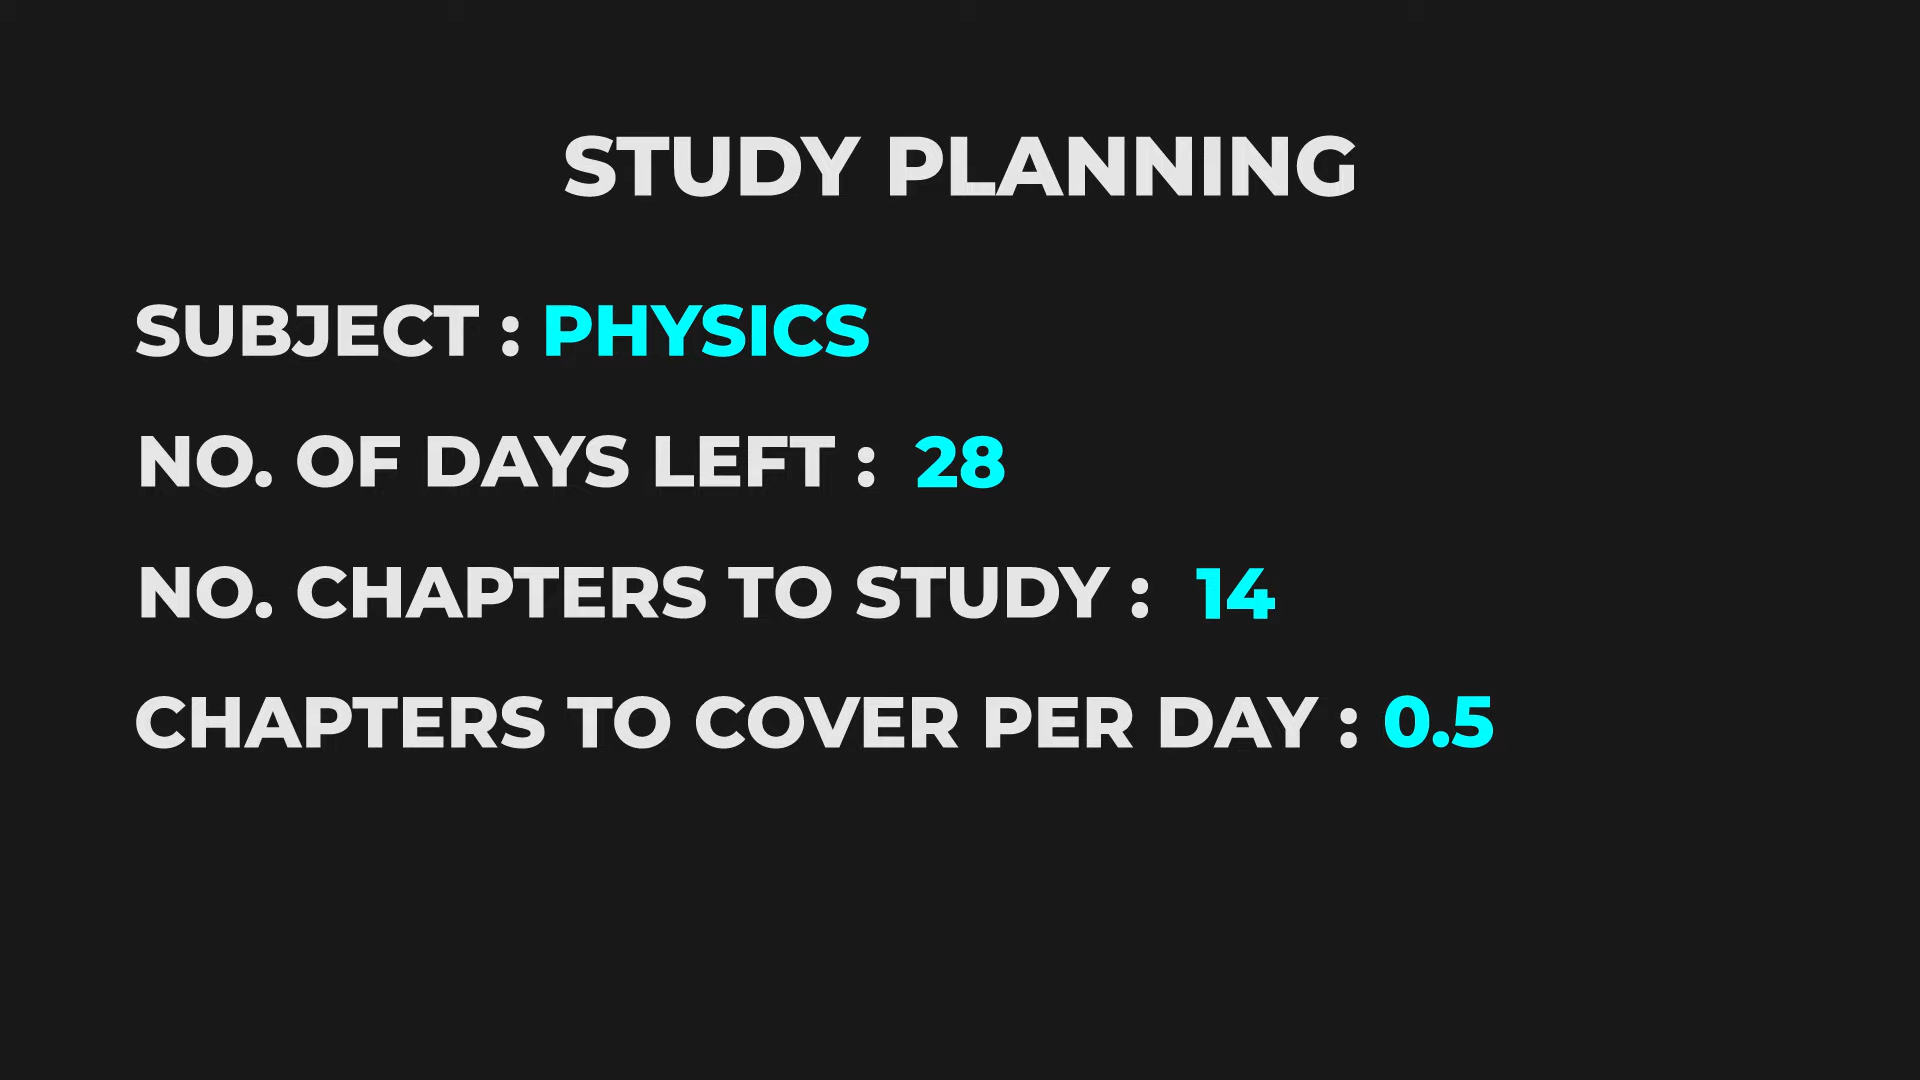 STUDY PLANNING
SUBJECT : PHYSICS
NO. OF DAYS LEFT : 28
NO. CHAPTERS TO STUDY : 14
CHAPTERS TO COVER PER DAY : 0.5